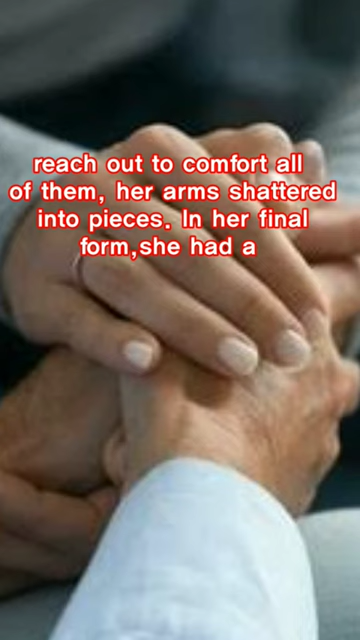 reach out to comfort all
of them, her arms shattered
into pieces. In her final
form,she had a